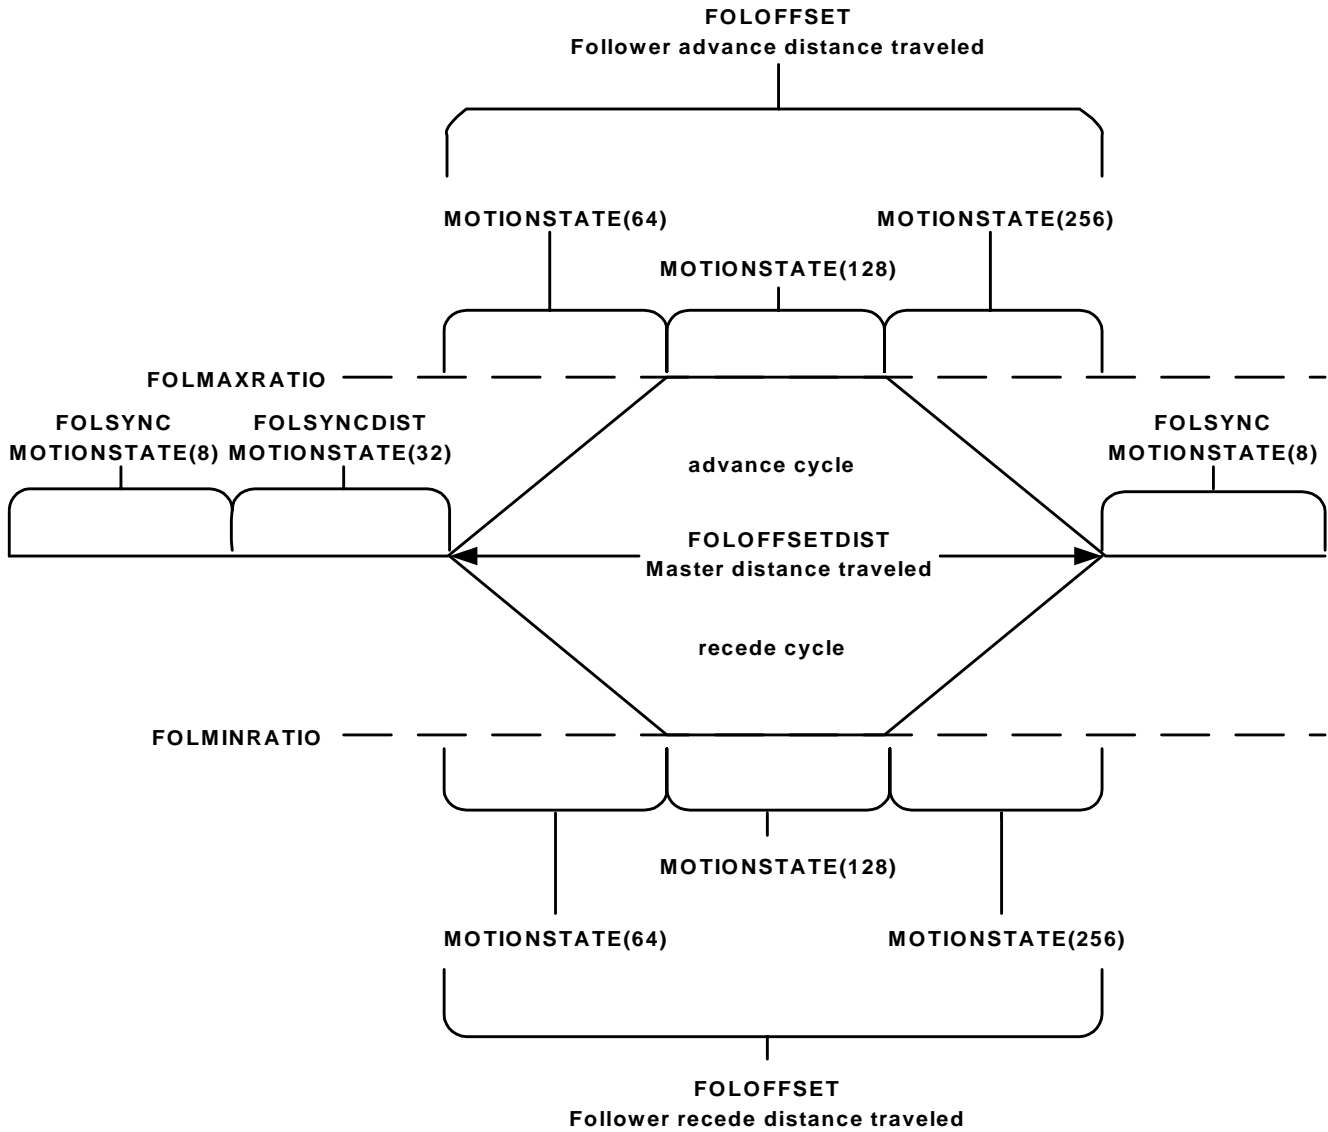 FOLOFFSET
Follower advance distance traveled
MOTIONSTATE(64)
MOTIONSTATE(256)
MOTIONSTATE(128)
FOLMAXRATIO
FOLSYNC
MOTIONSTATE(8)
FOLSYNCDIST
MOTIONSTATE(32)
FOLSYNC
MOTIONSTATE(8)
advance cycle
FOLOFFSETDIST
Master distance traveled
recede cycle
FOLMINRATIO
MOTIONSTATE(128)
MOTIONSTATE(64)
MOTIONSTATE(256)
FOLOFFSET
Follower recede distance traveled